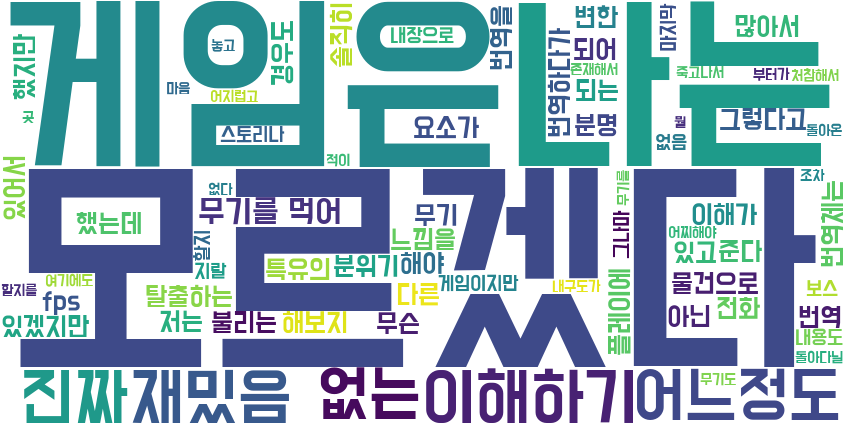 게임은 나는
모르겠다
진짜 재밌음 없는 이해하기 어느정도
했지만
곳
마음
놓고
어지럽고
스토리나
경우도
솔직히
적이
내장으로
요소가
번역을
번역하다가
변한
되어
존재해서
되는
분명
마지막
죽고나서
없음
뭘
많아서
부터가
처참해서
그렇다고
돌아온
있어서
했는데
없다
할지
무기를 먹어
지랄
특유의
분위기
무기
느낌을
해야
게임이지만
내구도가
여기에도
할지를
fps
있겠지만
탈출하는
저는
불리는
해보지
무슨
다른
무기를
그나마
플레이에
이해가
어찌해야
있고
준다
물건으로
아닌
전화
조차
번역체는
보스
번역
내용도
돌아다닐
무기도